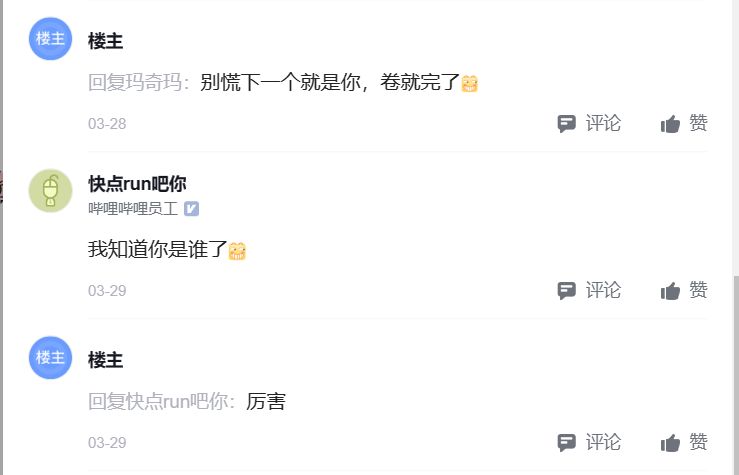 楼主
楼主
回复玛奇玛：别慌下一个就是你，卷就完了
03-28
评论
赞
快点run吧你
哔哩哔哩员工
我知道你是谁了
03-29
评论
赞
楼主
楼主
回复快点run吧你：厉害
03-29
评论
赞